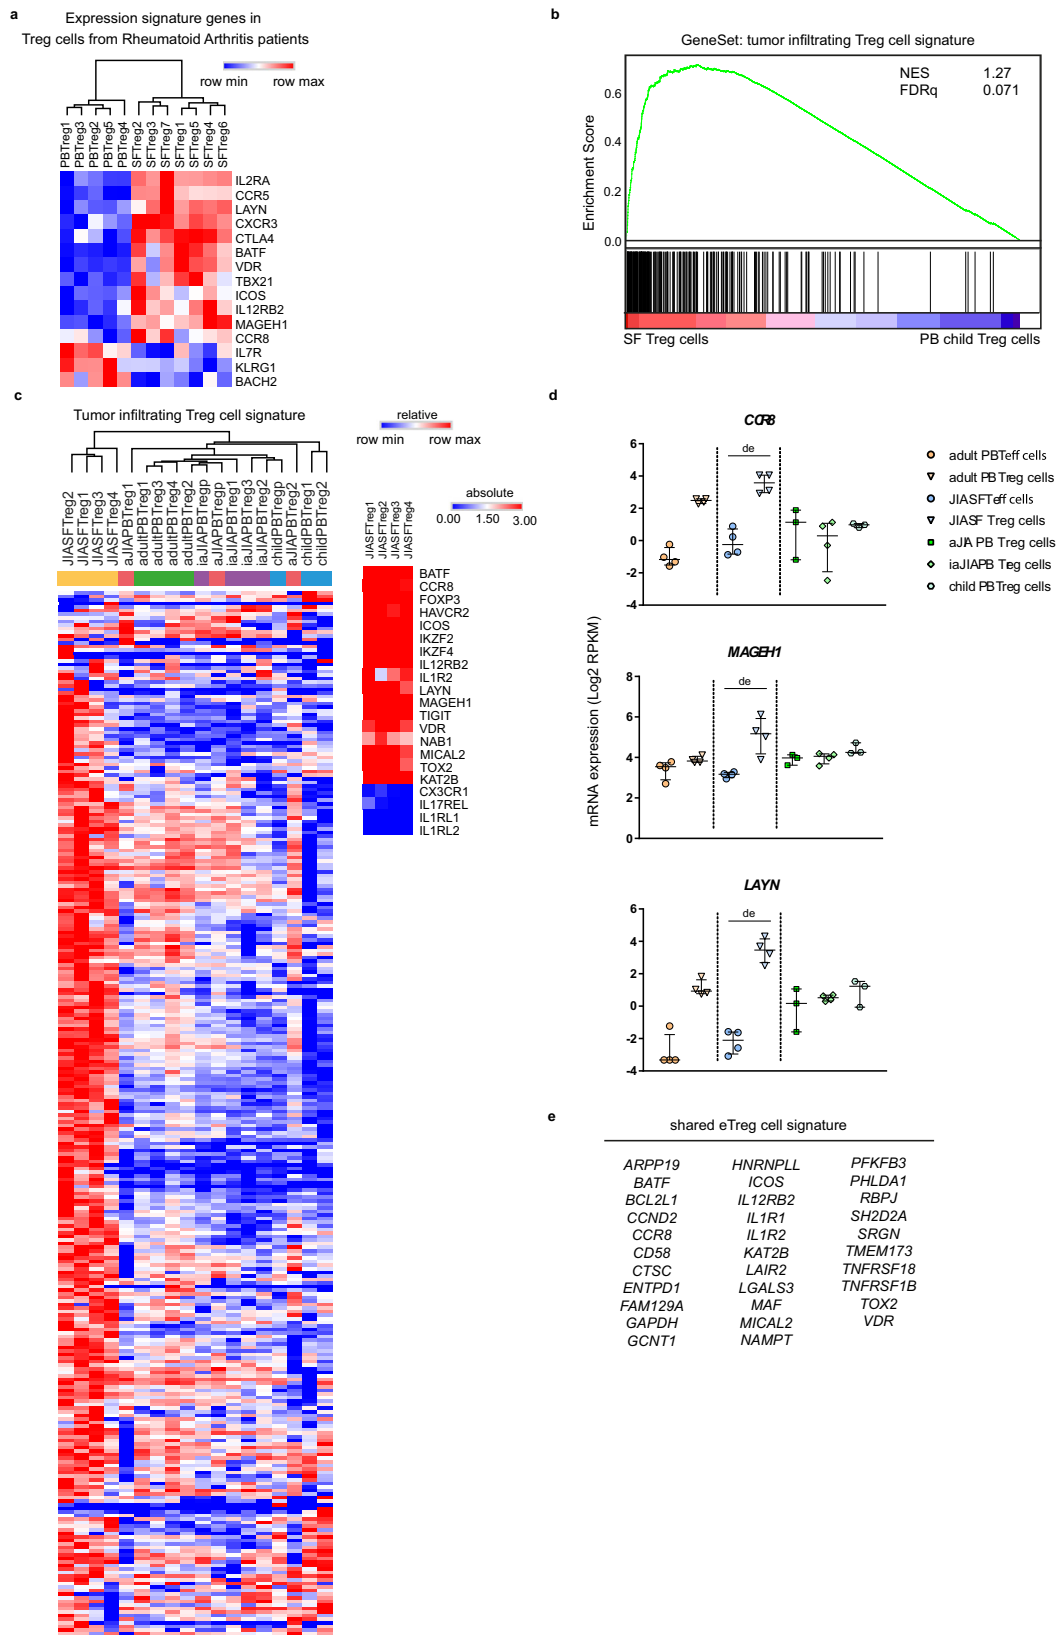 a
Expression signature genes in
Treg cells from Rheumatoid Arthritis patients
row min
row max
PBTreg1
PBTreg3
PBTreg2
PBTreg5
PBTreg4
SFTreg2
SFTreg3
SFTreg7
SFTreg1
SFTreg5
SFTreg4
SFTreg6
IL2RA
CCR5
LAYN
CXCR3
CTLA4
BATF
VDR
TBX21
ICOS
IL12RB2
MAGEH1
CCR8
IL7R
KLRG1
BACH2
b
GeneSet: tumor infiltrating Treg cell signature
NES 1.27
FDRq 0.071
Enrichment Score
0.6
0.4
0.2
0.0
SF Treg cells
PB child Treg cells
c
Tumor infiltrating Treg cell signature
JIASFTreg2
JIASFTreg1
JIASFTreg3
JIASFTreg4
aJIAPBTreg1
adultPBTreg1
adultPBTreg3
adultPBTreg4
adultPBTreg2
iaJIAPBTregp
aJIAPBTregp
iaJIAPBTreg1
iaJIAPBTreg3
iaJIAPBTreg2
childPBTregp
aJIAPBTreg2
childPBTreg1
childPBTreg2
relative
row min
row max
absolute
0.00
1.50
3.00
JIASFTreg1
JIASFTreg2
JIASFTreg3
JIASFTreg4
BATF
CCR8
FOXP3
HAVCR2
ICOS
IKZF2
IKZF4
IL12RB2
IL1R2
LAYN
MAGEH1
TIGIT
VDR
NAB1
MICAL2
TOX2
KAT2B
CX3CR1
IL17REL
IL1RL1
IL1RL2
d
mRNA expression (Log2 RPKM)
CCR8
6
4
2
0
-2
-4
de
MAGEH1
8
6
4
2
0
de
LAYN
6
4
2
0
-2
-4
de
adult PBTeff cells
adult PBTreg cells
JIASFTeff cells
JIASF Treg cells
aJIA PB Treg cells
iaJIAPB Treg cells
child PBTreg cells
e
shared eTreg cell signature
ARPP19
BATF
BCL2L1
CCND2
CCR8
CD58
CTSC
ENTPD1
FAM129A
GAPDH
GCNT1
HNRNPLL
ICOS
IL12RB2
IL1R1
IL1R2
KAT2B
LAIR2
LGALS3
MAF
MICAL2
NAMPT
PFKFB3
PHLDA1
RBPJ
SH2D2A
SRGN
TMEM173
TNFRSF18
TNFRSF1B
TOX2
VDR